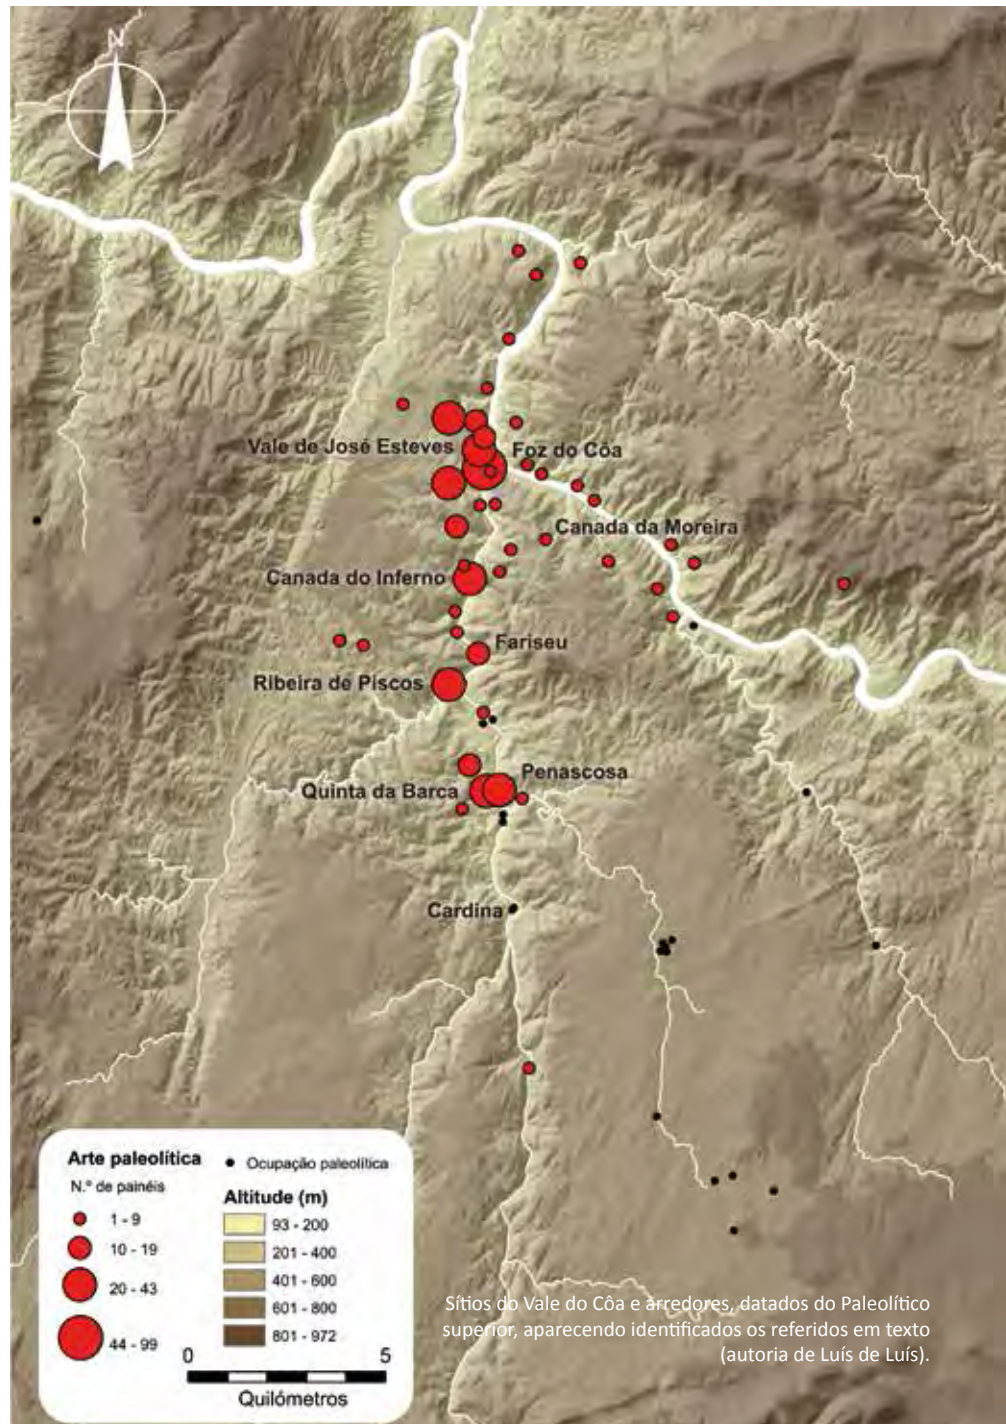 N
Vale de José Esteves
Foz do Côa
Canada da Moreira
Canada do Inferno
Fariseu
Ribeira de Piscos
Penascosa
Quinta da Barca
Cardina
Arte paleolítica
N.º de painéis
1 - 9
10 - 19
20 - 43
44 - 99
Ocupação paleolítica
Altitude (m)
93 - 200
201 - 400
401 - 600
601 - 800
801 - 972
0 5
Quilómetros
Sítios do Vale do Côa e arredores, datados do Paleolítico
superior, aparecendo identificados os referidos em texto
(autoria de Luís de Luís).